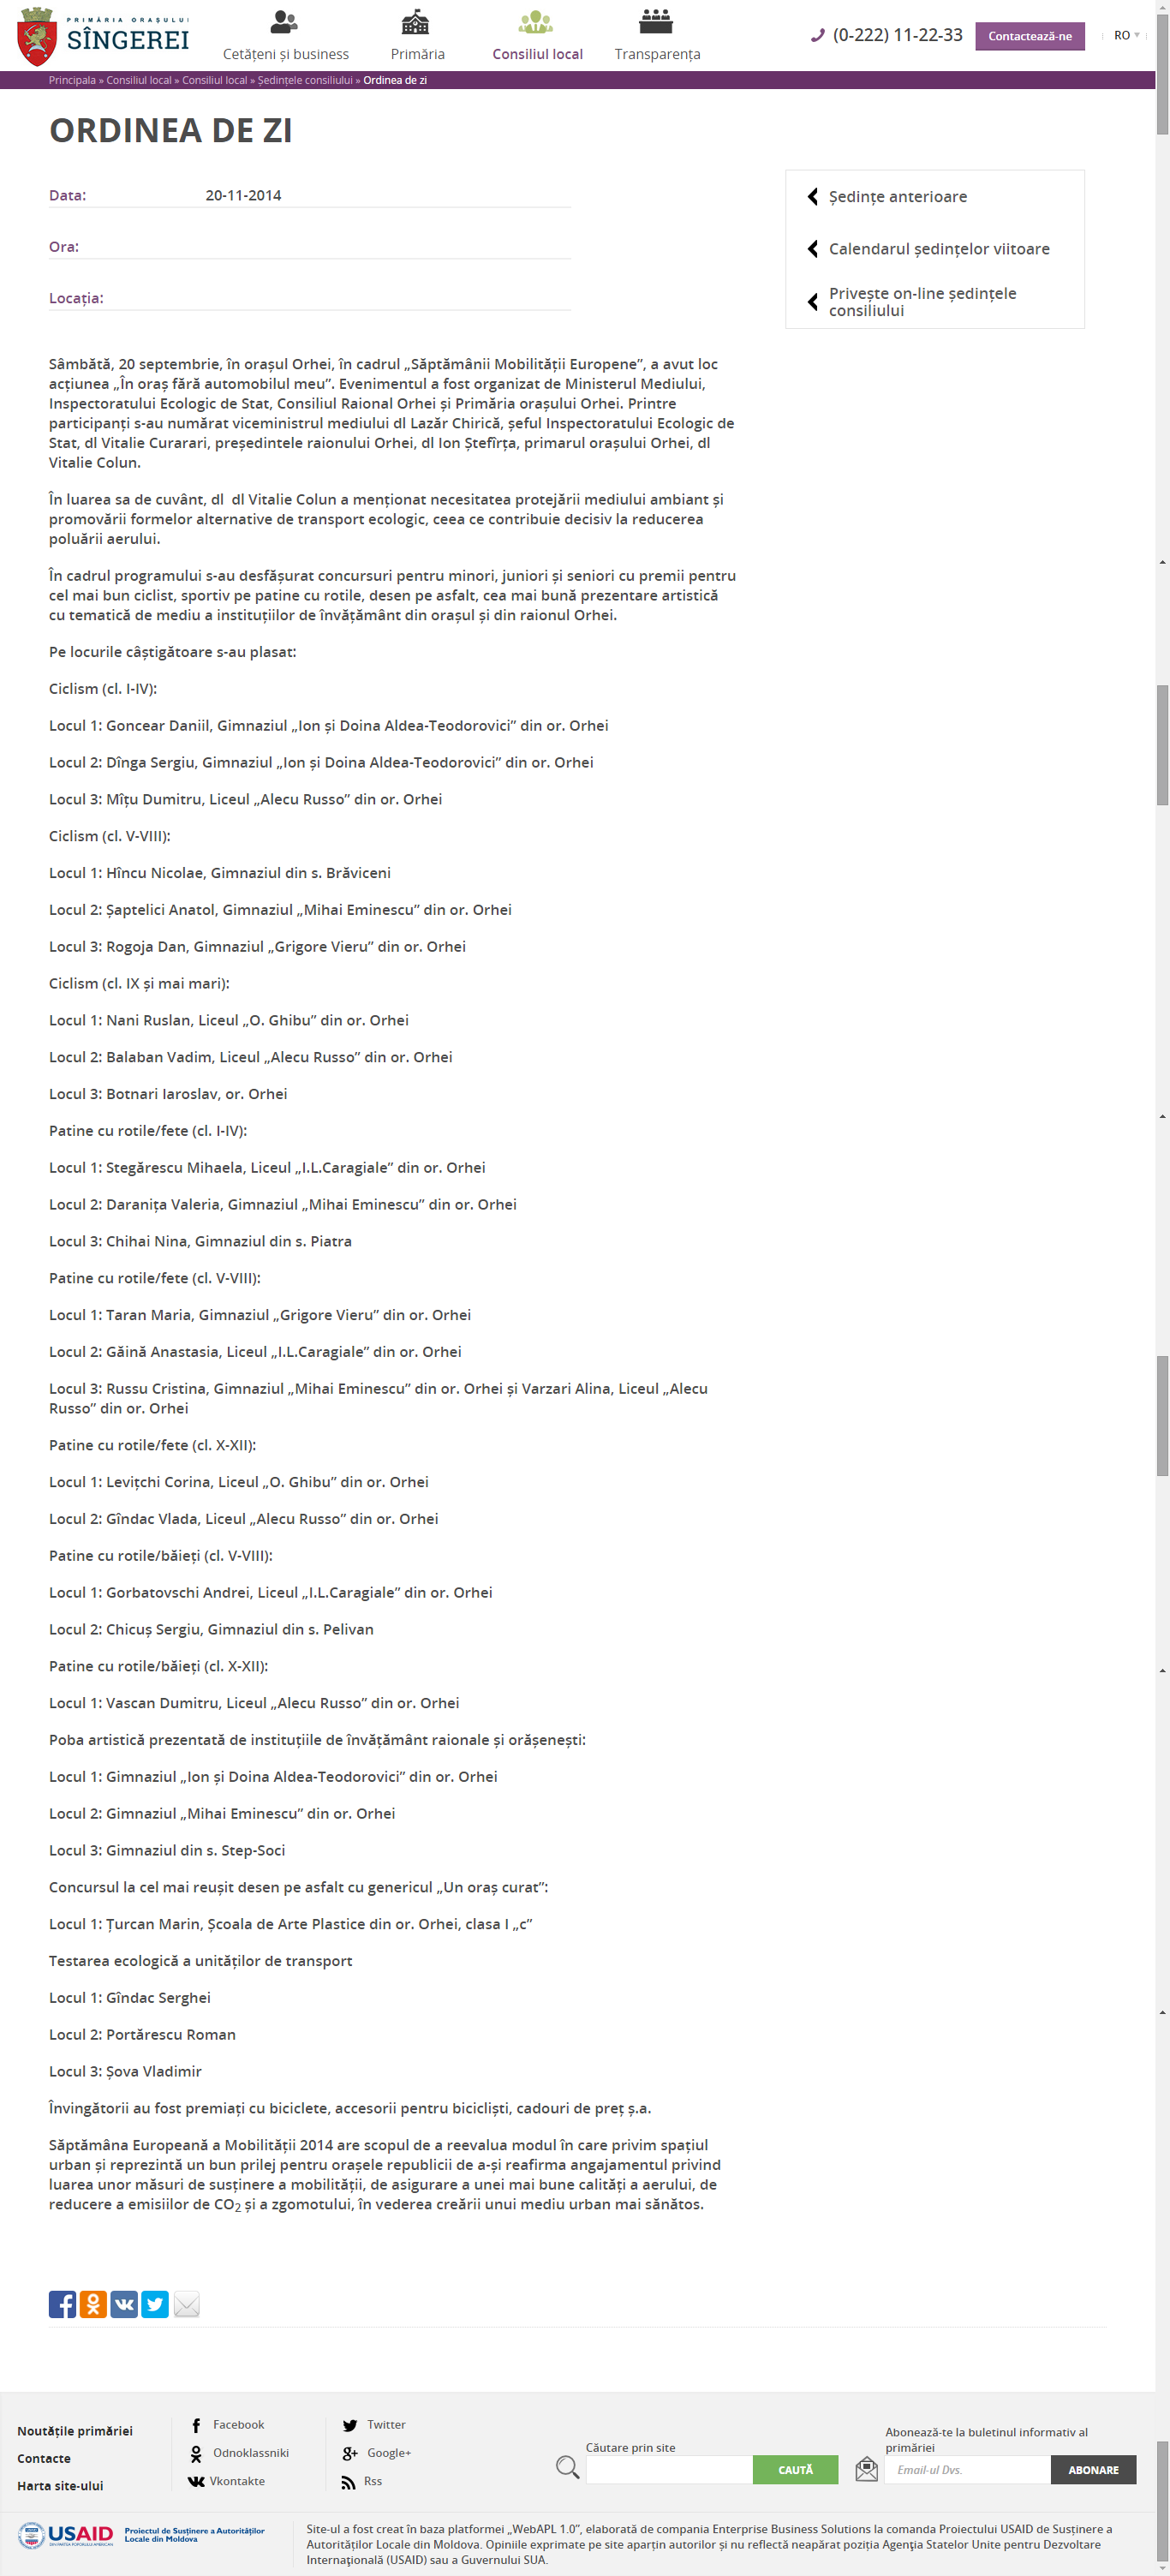 PRIMĂRIA ORAȘULUI
SÎNGEREI
Cetățeni și business
Primăria
Consiliul local
Transparența
(0-222) 11-22-33
Contactează-ne
RO
Principala » Consiliul local » Consiliul local » Ședințele consiliului » Ordinea de zi
ORDINEA DE ZI
Data: 20-11-2014
Ora:
Locația:
Ședințe anterioare
Calendarul ședințelor viitoare
Privește on-line ședințele
consiliului
Sâmbătă, 20 septembrie, în orașul Orhei, în cadrul „Săptămânii Mobilității Europene”, a avut loc
acțiunea „În oraș fără automobilul meu”. Evenimentul a fost organizat de Ministerul Mediului,
Inspectoratului Ecologic de Stat, Consiliul Raional Orhei și Primăria orașului Orhei. Printre
participanți s-au numărat viceministrul mediului dl Lazăr Chirică, șeful Inspectoratului Ecologic de
Stat, dl Vitalie Curarari, președintele raionului Orhei, dl Ion Ștefîrța, primarul orașului Orhei, dl
Vitalie Colun.
În luarea sa de cuvânt, dl  dl Vitalie Colun a menționat necesitatea protejării mediului ambiant și
promovării formelor alternative de transport ecologic, ceea ce contribuie decisiv la reducerea
poluării aerului.
În cadrul programului s-au desfășurat concursuri pentru minori, juniori și seniori cu premii pentru
cel mai bun ciclist, sportiv pe patine cu rotile, desen pe asfalt, cea mai bună prezentare artistică
cu tematică de mediu a instituțiilor de învățământ din orașul și din raionul Orhei.
Pe locurile câștigătoare s-au plasat:
Ciclism (cl. I-IV):
Locul 1: Goncear Daniil, Gimnaziul „Ion și Doina Aldea-Teodorovici” din or. Orhei
Locul 2: Dînga Sergiu, Gimnaziul „Ion și Doina Aldea-Teodorovici” din or. Orhei
Locul 3: Mîțu Dumitru, Liceul „Alecu Russo” din or. Orhei
Ciclism (cl. V-VIII):
Locul 1: Hîncu Nicolae, Gimnaziul din s. Brăviceni
Locul 2: Șaptelici Anatol, Gimnaziul „Mihai Eminescu” din or. Orhei
Locul 3: Rogoja Dan, Gimnaziul „Grigore Vieru” din or. Orhei
Ciclism (cl. IX și mai mari):
Locul 1: Nani Ruslan, Liceul „O. Ghibu” din or. Orhei
Locul 2: Balaban Vadim, Liceul „Alecu Russo” din or. Orhei
Locul 3: Botnari Iaroslav, or. Orhei
Patine cu rotile/fete (cl. I-IV):
Locul 1: Stegărescu Mihaela, Liceul „I.L.Caragiale” din or. Orhei
Locul 2: Daranița Valeria, Gimnaziul „Mihai Eminescu” din or. Orhei
Locul 3: Chihai Nina, Gimnaziul din s. Piatra
Patine cu rotile/fete (cl. V-VIII):
Locul 1: Taran Maria, Gimnaziul „Grigore Vieru” din or. Orhei
Locul 2: Găină Anastasia, Liceul „I.L.Caragiale” din or. Orhei
Locul 3: Russu Cristina, Gimnaziul „Mihai Eminescu” din or. Orhei și Varzari Alina, Liceul „Alecu
Russo” din or. Orhei
Patine cu rotile/fete (cl. X-XII):
Locul 1: Levițchi Corina, Liceul „O. Ghibu” din or. Orhei
Locul 2: Gîndac Vlada, Liceul „Alecu Russo” din or. Orhei
Patine cu rotile/băieți (cl. V-VIII):
Locul 1: Gorbatovschi Andrei, Liceul „I.L.Caragiale” din or. Orhei
Locul 2: Chicuș Sergiu, Gimnaziul din s. Pelivan
Patine cu rotile/băieți (cl. X-XII):
Locul 1: Vascan Dumitru, Liceul „Alecu Russo” din or. Orhei
Poba artistică prezentată de instituțiile de învățământ raionale și orășenești:
Locul 1: Gimnaziul „Ion și Doina Aldea-Teodorovici” din or. Orhei
Locul 2: Gimnaziul „Mihai Eminescu” din or. Orhei
Locul 3: Gimnaziul din s. Step-Soci
Concursul la cel mai reușit desen pe asfalt cu genericul „Un oraș curat”:
Locul 1: Țurcan Marin, Școala de Arte Plastice din or. Orhei, clasa I „c”
Testarea ecologică a unităților de transport
Locul 1: Gîndac Serghei
Locul 2: Portărescu Roman
Locul 3: Șova Vladimir
Învingătorii au fost premiați cu biciclete, accesorii pentru bicicliști, cadouri de preț ș.a.
Săptămâna Europeană a Mobilității 2014 are scopul de a reevalua modul în care privim spațiul
urban și reprezintă un bun prilej pentru orașele republicii de a-și reafirma angajamentul privind
luarea unor măsuri de susținere a mobilității, de asigurare a unei mai bune calități a aerului, de
reducere a emisiilor de CO2 și a zgomotului, în vederea creării unui mediu urban mai sănătos.
Noutățile primăriei
Contacte
Harta site-ului
Facebook
Odnoklassniki
Vkontakte
Twitter
Google+
Rss
Căutare prin site
CAUTĂ
Abonează-te la buletinul informativ al
primăriei
Email-ul Dvs.
ABONARE
USAID
DIN PARTEA POPORULUI AMERICAN
Proiectul de Susținere a Autorităților
Locale din Moldova
Site-ul a fost creat în baza platformei „WebAPL 1.0”, elaborată de compania Enterprise Business Solutions la comanda Proiectului USAID de Susținere a
Autorităților Locale din Moldova. Opiniile exprimate pe site aparțin autorilor și nu reflectă neapărat poziția Agenția Statelor Unite pentru Dezvoltare
Internațională (USAID) sau a Guvernului SUA.